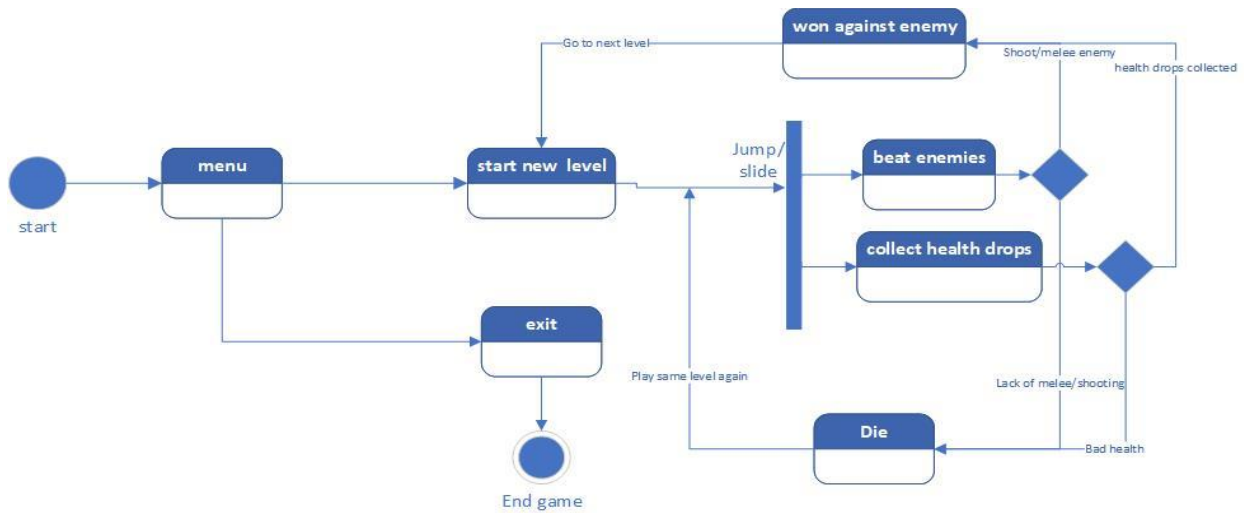 won against enemy
Go to next level
Shoot/melee enemy
health drops collected
menu
start new level
Jump/
slide
beat enemies
start
collect health drops
exit
Play same level again
Lack of melee/shooting
Die
Bad health
End game